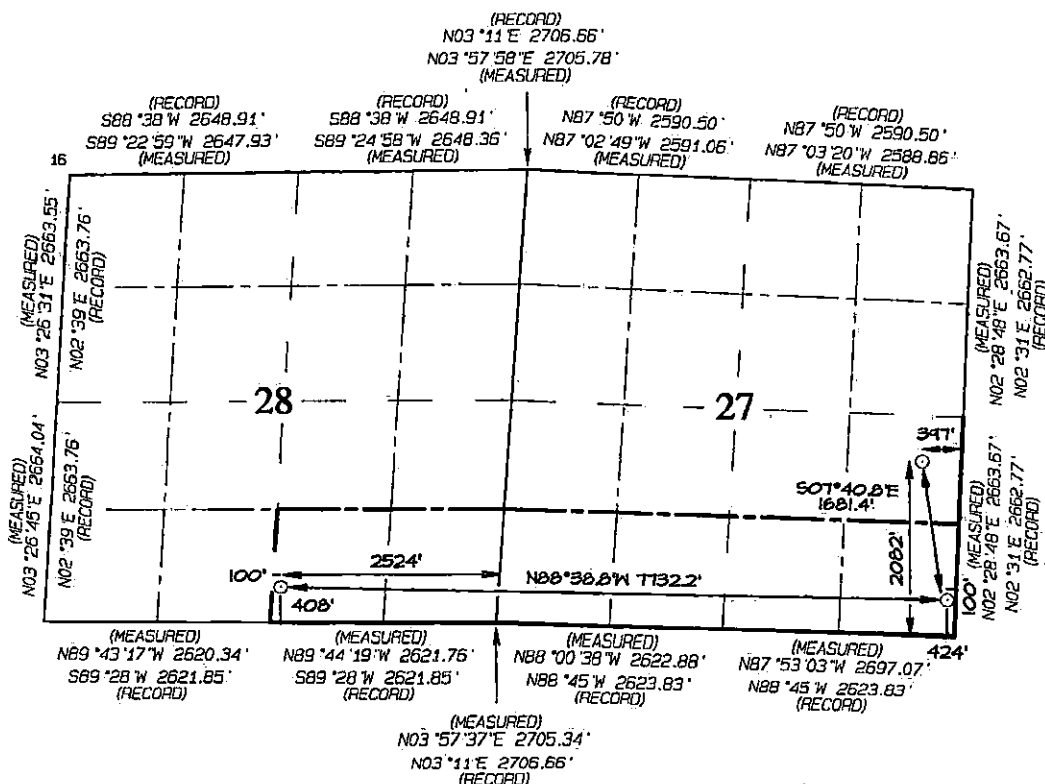 (RECORD)
N03 °11'E 2706.66'
N03 °57'58"E 2705.78'
(MEASURED)
(RECORD)
S88 °38'W 2648.91'
S89 °22'59"W 2647.93'
(MEASURED)
(RECORD)
S88 °38'W 2648.91'
S89 °24'58"W 2648.36'
(MEASURED)
(RECORD)
N87 °50'W 2590.50'
N87 °02'49"W 2591.06'
(MEASURED)
(RECORD)
N87 °50'W 2590.50'
N87 °03'20"W 2588.86'
(MEASURED)
16
(MEASURED)
N03 °26'31"E 2663.55'
N02 °39'E 2663.76'
(RECORD)
(MEASURED)
N02 °28'48"E 2663.67'
N02 °31'E 2662.77'
(RECORD)
28
27
(MEASURED)
N03 °26'45"E 2664.04'
N02 °39'E 2663.76'
(RECORD)
(MEASURED)
N02 °28'48"E 2663.67'
N02 °31'E 2662.77'
(RECORD)
397'
S07°40.8'E
1681.4'
2082'
2524'
N88°38.8'W 7732.2'
100'
408'
100'
424'
(MEASURED)
N89 °43'17"W 2620.34'
S89 °28'W 2621.85'
(RECORD)
(MEASURED)
N89 °44'19"W 2621.76'
S89 °28'W 2621.85'
(RECORD)
(MEASURED)
N88 °00'38"W 2622.88'
N88 °45'W 2623.83'
(RECORD)
(MEASURED)
N87 °53'03"W 2697.07'
N88 °45'W 2623.83'
(RECORD)
(MEASURED)
N03 °57'37"E 2705.34'
N03 °11'E 2706.66'
(RECORD)